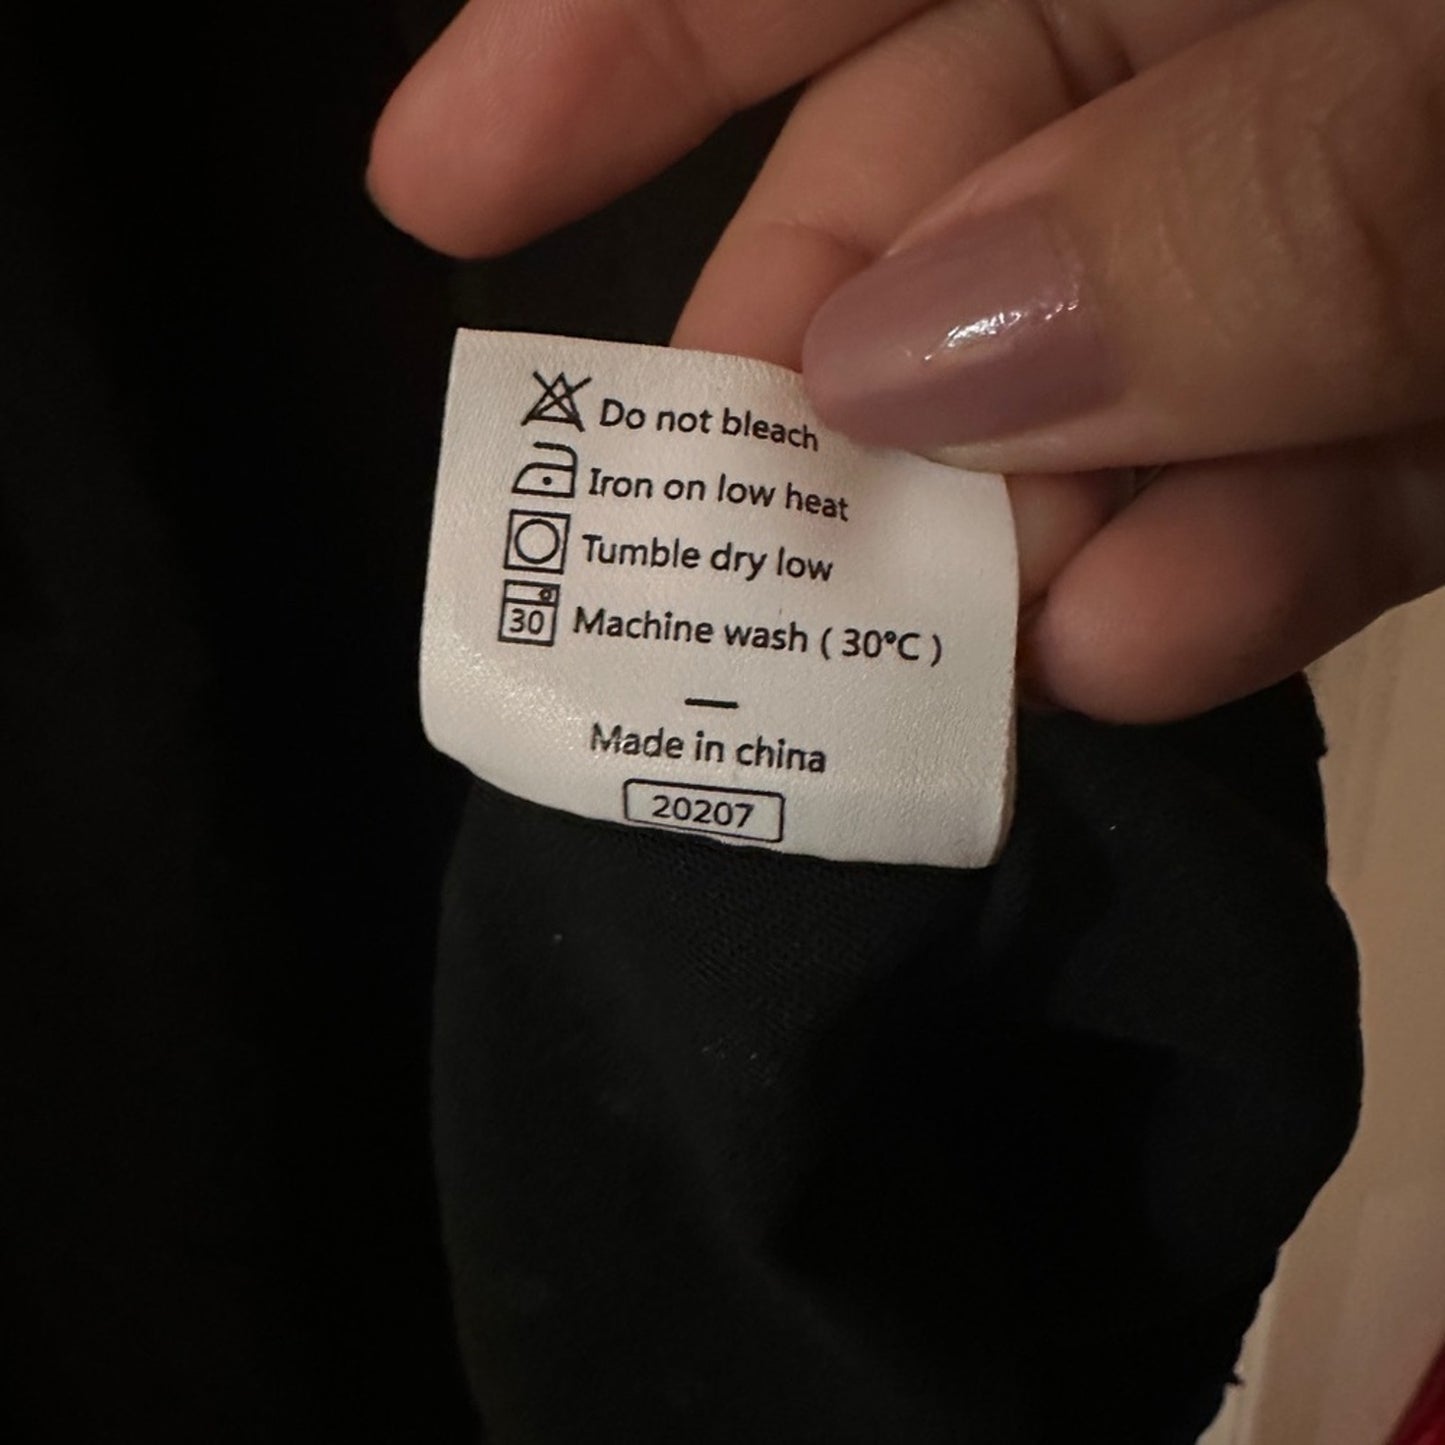 Do not bleach
Iron on low heat
Tumble dry low
30 Machine wash ( 30°C )
Made in china
20207